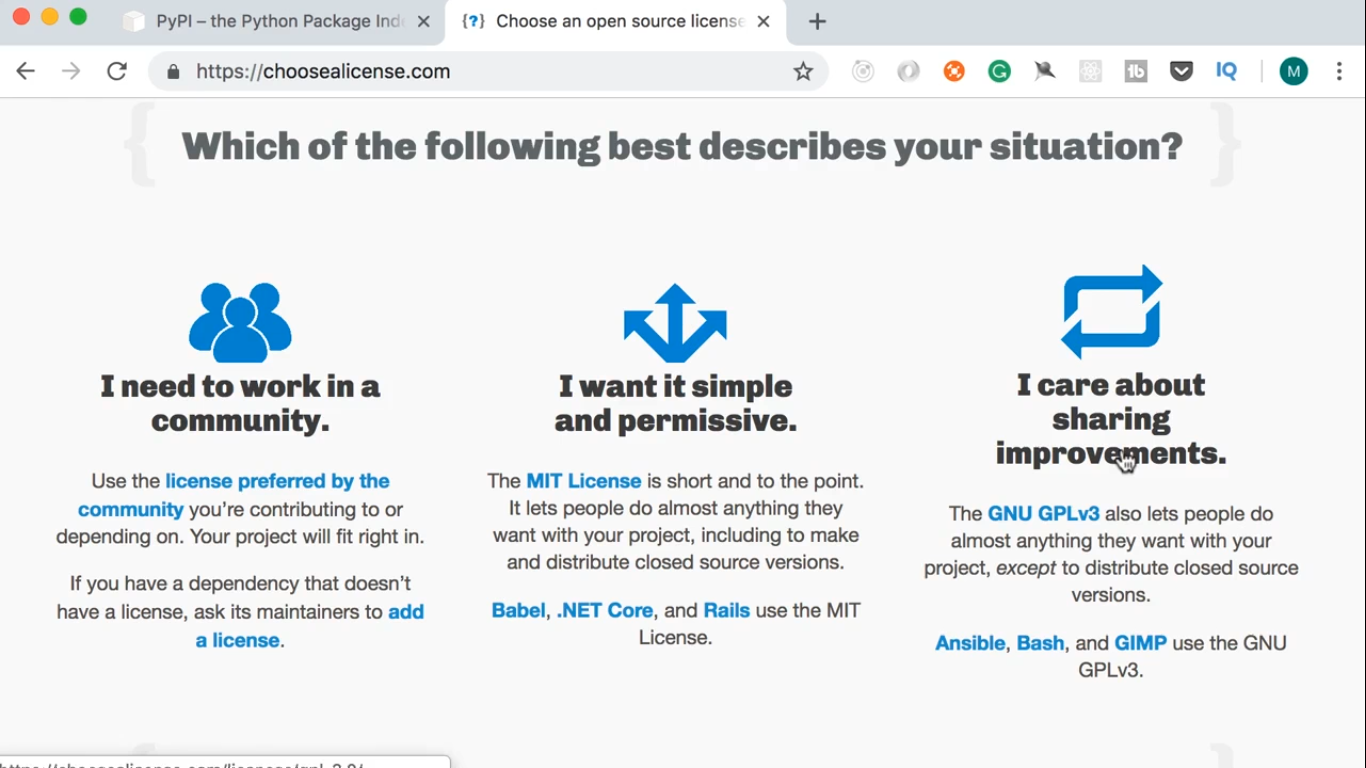 PyPI – the Python Package Ind
{?} Choose an open source license
https://choosealicense.com
G
tb
IQ
M
{ Which of the following best describes your situation? }
I need to work in a
community.
Use the license preferred by the
community you’re contributing to or
depending on. Your project will fit right in.
If you have a dependency that doesn’t
have a license, ask its maintainers to add
a license.
I want it simple
and permissive.
The MIT License is short and to the point.
It lets people do almost anything they
want with your project, including to make
and distribute closed source versions.
Babel, .NET Core, and Rails use the MIT
License.
I care about
sharing
improvements.
The GNU GPLv3 also lets people do
almost anything they want with your
project, except to distribute closed source
versions.
Ansible, Bash, and GIMP use the GNU
GPLv3.